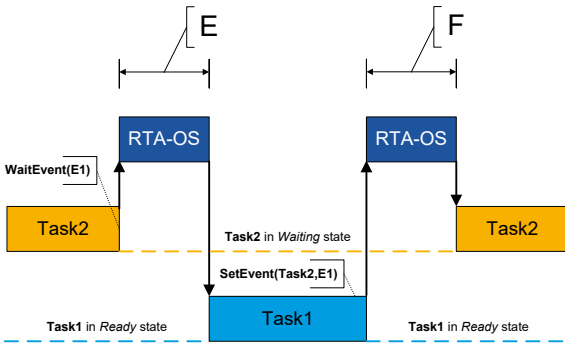 E
F
RTA-OS
RTA-OS
WaitEvent(E1)
Task2
Task2
Task2 in Waiting state
SetEvent(Task2,E1)
Task1
Task1 in Ready state
Task1 in Ready state